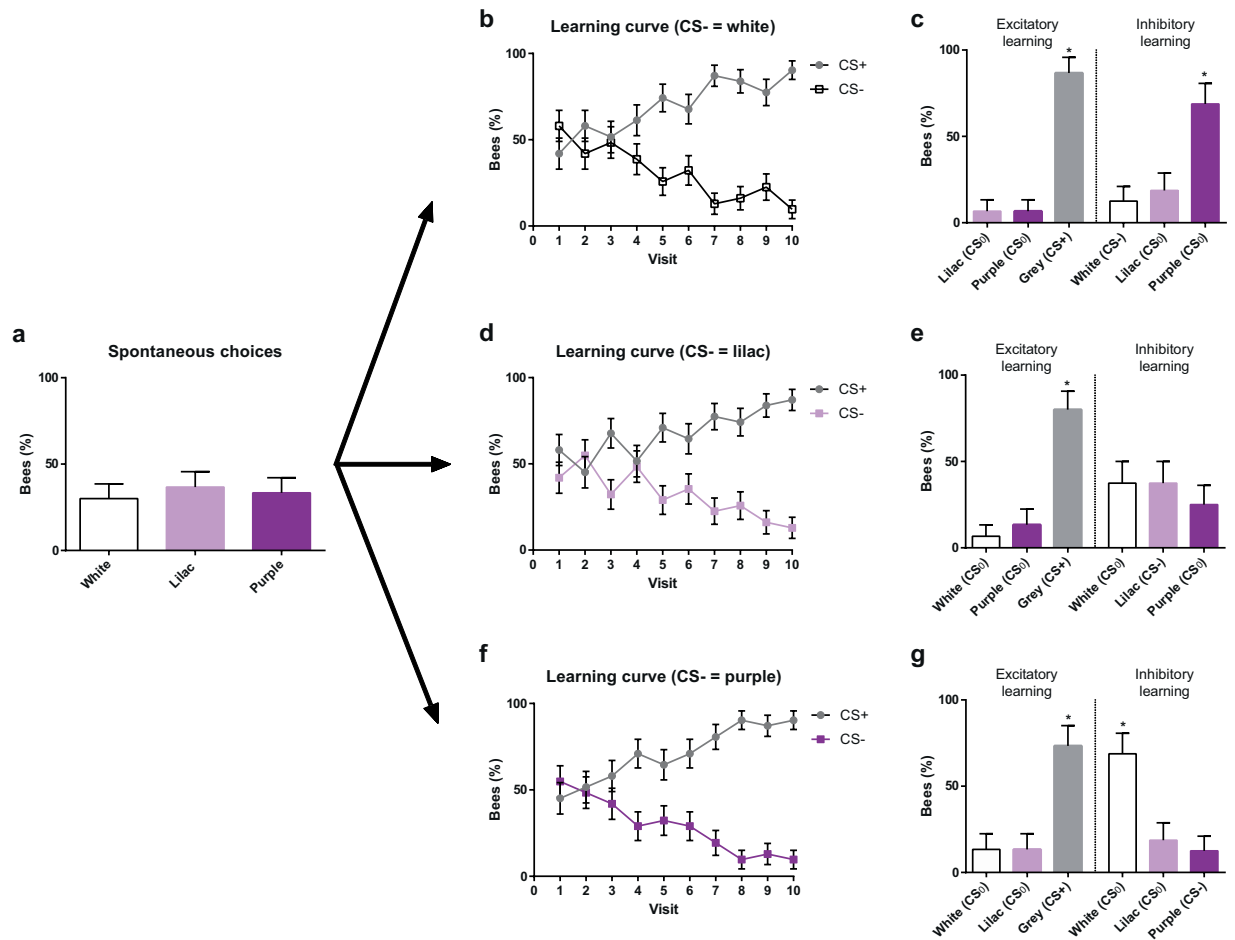 a
Spontaneous choices
100
50
0
Bees (%)
White
Lilac
Purple
b
Learning curve (CS- = white)
100
50
0
Bees (%)
0 1 2 3 4 5 6 7 8 9 10
Visit
CS+
CS-
c
Excitatory
learning
Inhibitory
learning
100
50
0
Bees (%)
*
*
Lilac (CS0)
Purple (CS0)
Grey (CS+)
White (CS-)
Lilac (CS0)
Purple (CS0)
d
Learning curve (CS- = lilac)
100
50
0
Bees (%)
0 1 2 3 4 5 6 7 8 9 10
Visit
CS+
CS-
e
Excitatory
learning
Inhibitory
learning
100
50
0
Bees (%)
*
White (CS0)
Purple (CS0)
Grey (CS+)
White (CS0)
Lilac (CS-)
Purple (CS0)
f
Learning curve (CS- = purple)
100
50
0
Bees (%)
0 1 2 3 4 5 6 7 8 9 10
Visit
CS+
CS-
g
Excitatory
learning
Inhibitory
learning
100
50
0
Bees (%)
*
*
White (CS0)
Lilac (CS0)
Grey (CS+)
White (CS0)
Lilac (CS0)
Purple (CS-)